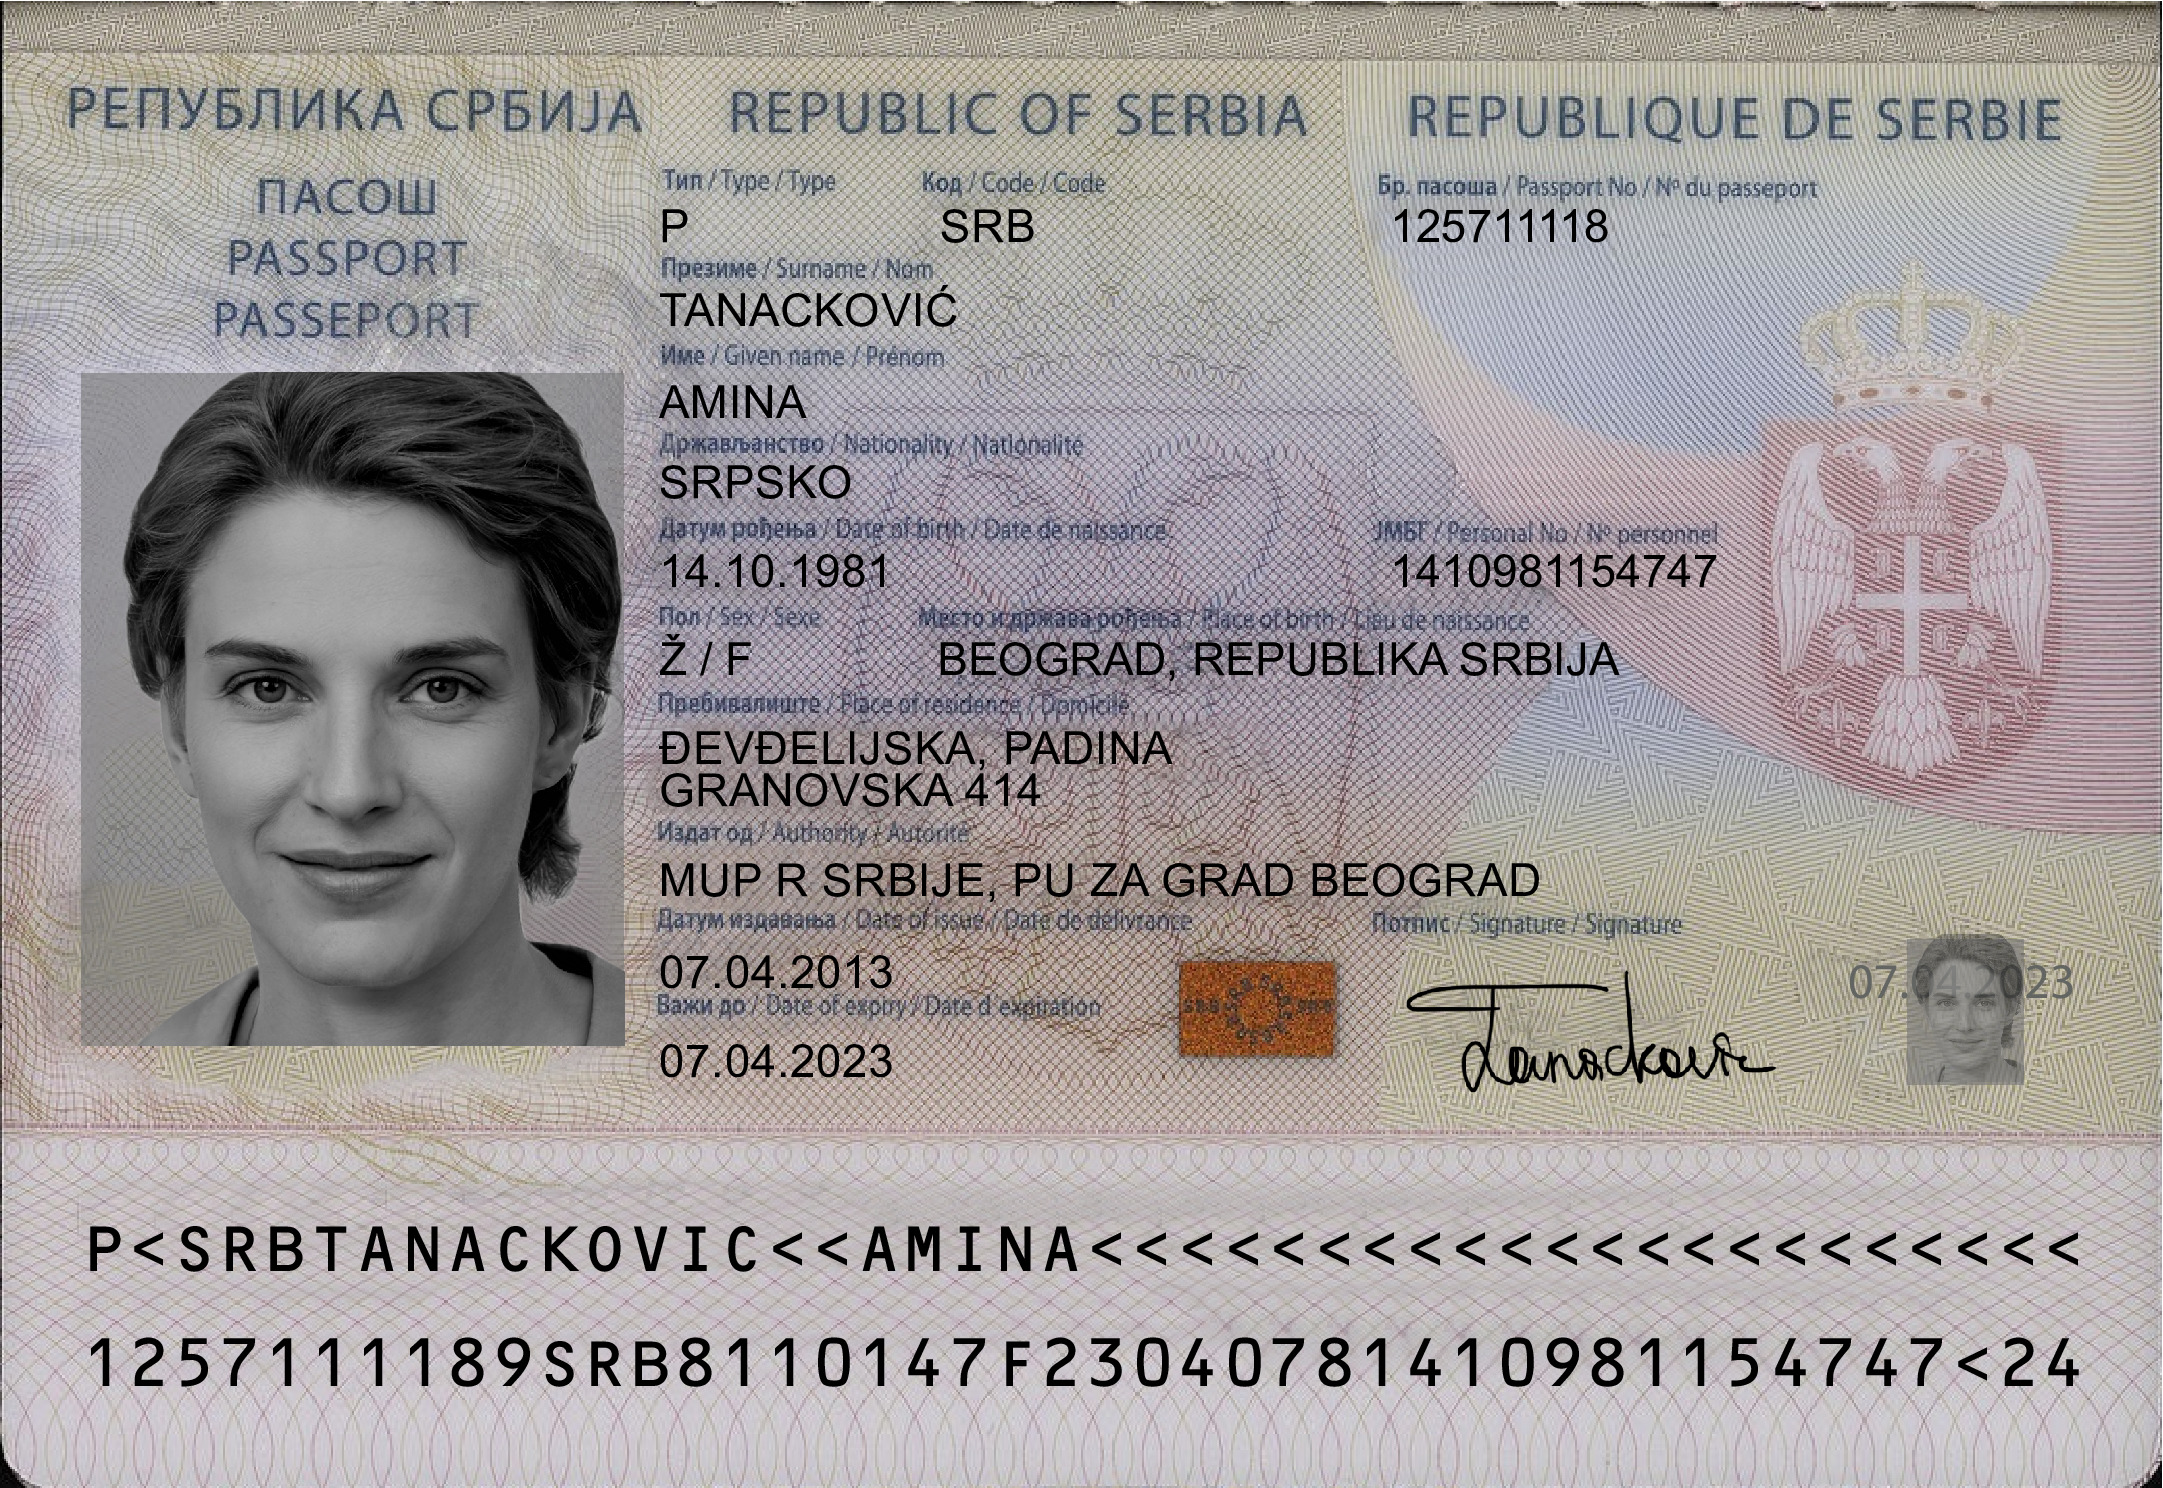 РЕПУБЛИКА СРБИЈА REPUBLIC OF SERBIA REPUBLIQUE DE SERBIE
ПАСОШ
PASSPORT
PASSEPORT
Тип / Type / Type Код / Code / Code Бр. пасоша / Passport No / Nº du passeport
P SRB 125711118
Презиме / Surname / Nom
TANACKOVIĆ
Име / Given name / Prénom
AMINA
Држављанство / Nationality / Nationalité
SRPSKO
Датум рођења / Date of birth / Date de naissance ЈМБГ / Personal No / Nº personnel
14.10.1981 1410981154747
Пол / Sex / Sexe Место и држава рођења / Place of birth / Lieu de naissance
Ž / F BEOGRAD, REPUBLIKA SRBIJA
Пребивалиште / Place of residence / Domicile
ĐEVĐELIJSKA, PADINA
GRANOVSKA 414
Издат од / Authority / Autorité
MUP R SRBIJE, PU ZA GRAD BEOGRAD
Датум издавања / Date of issue / Date de délivrance Потпис / Signature / Signature
07.04.2013
07.04.2023
Важи до / Date of expiry / Date d expiration
Tanackovic
07.04.2023
P<SRBTANACKOVIC<<AMINA<<<<<<<<<<<<<<<<<<<<<<
1257111189SRB8110147F23040781410981154747<24